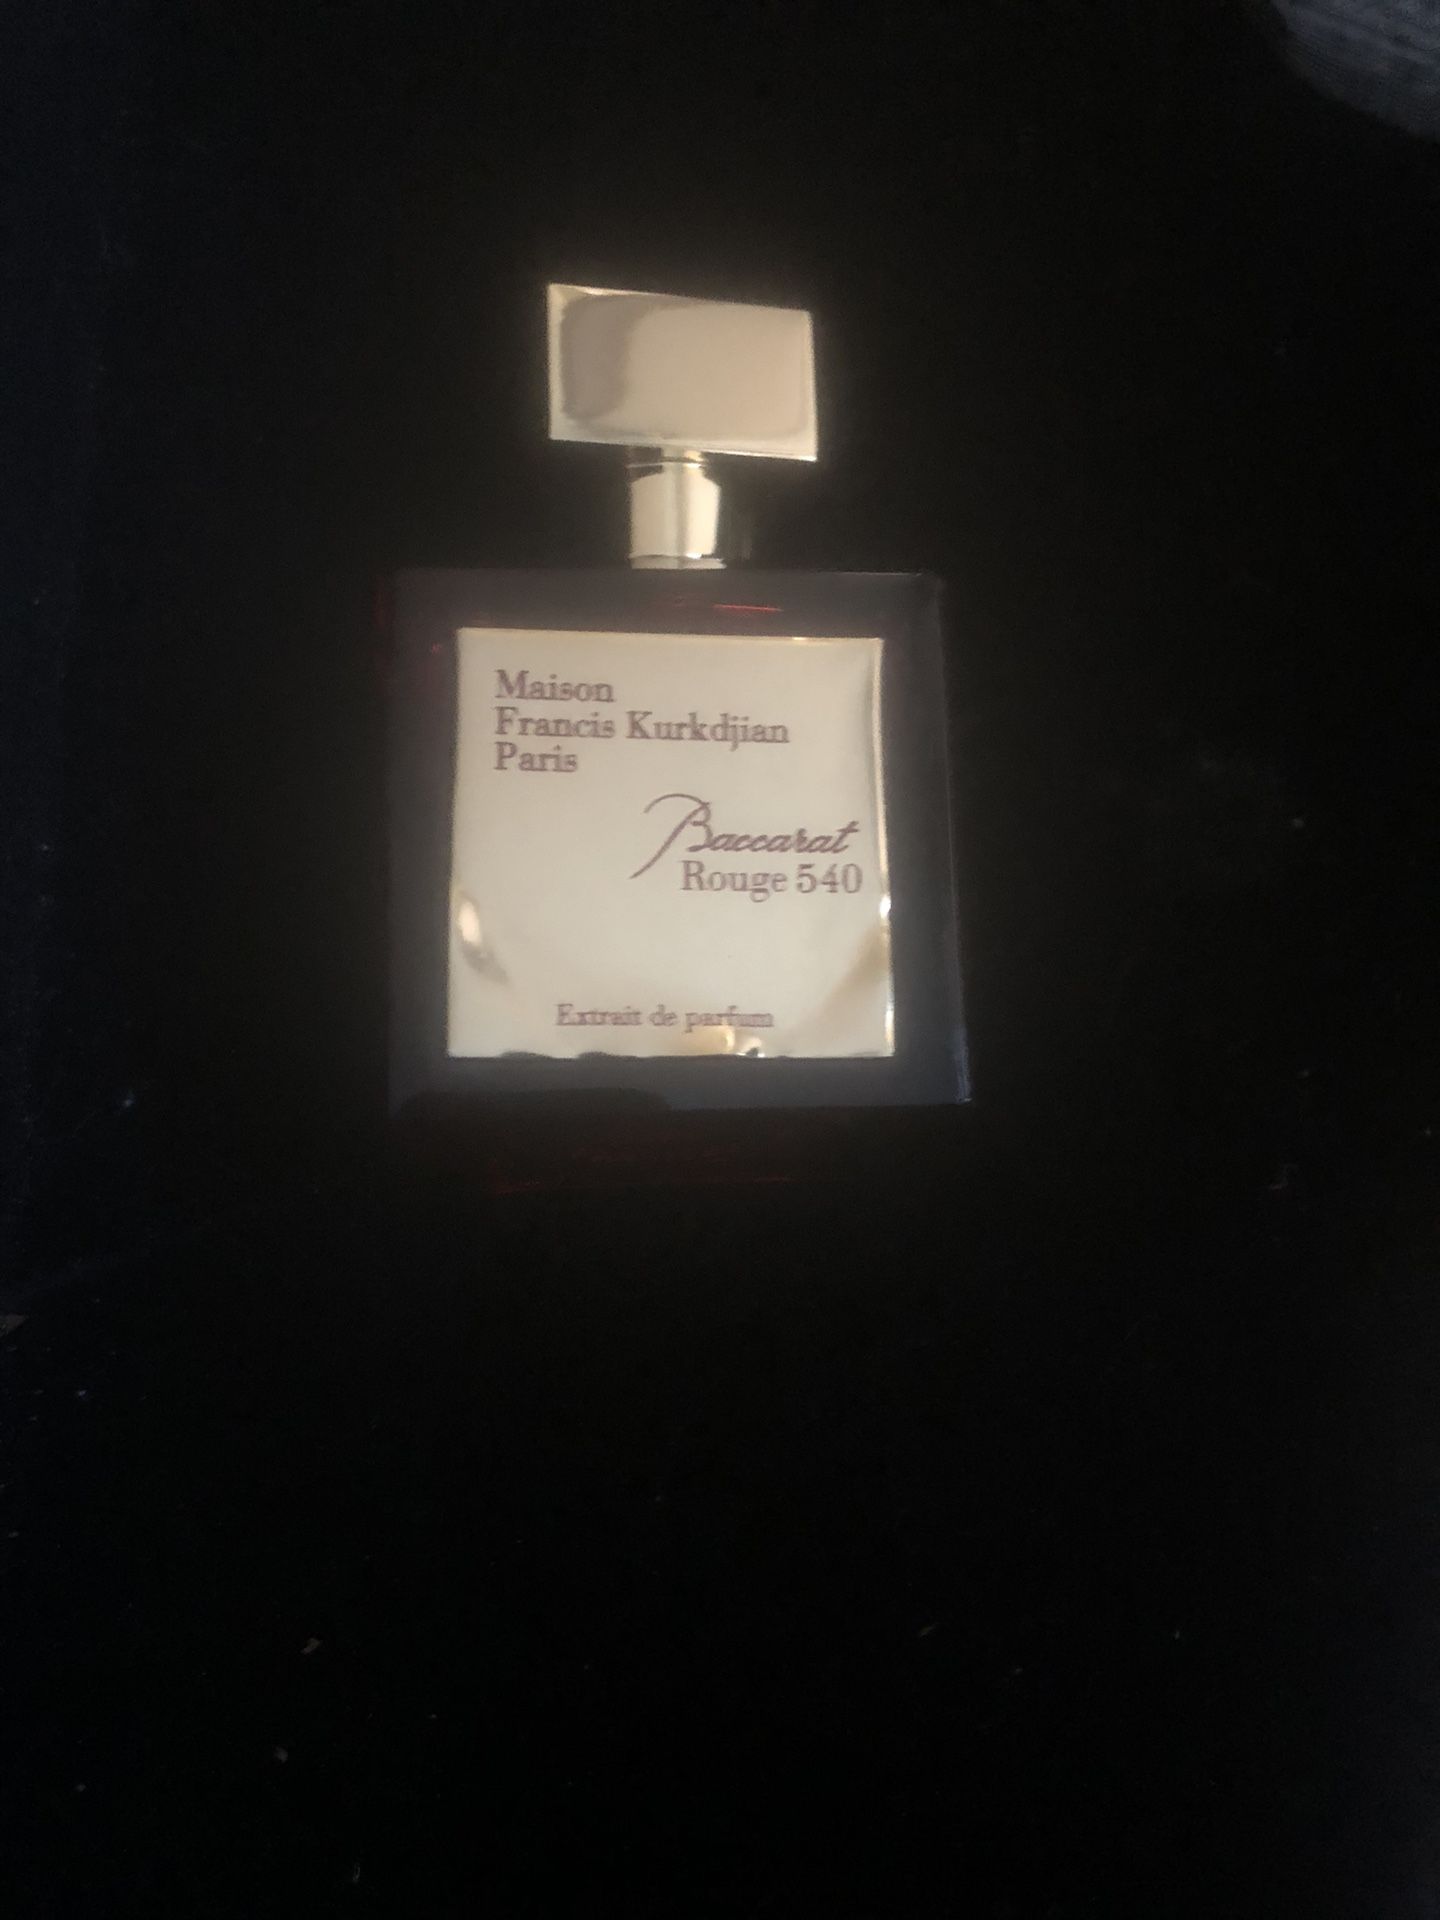 Maison
Francis Kurkdjian
Paris
Baccarat
Rouge 540
Extrait de parfum